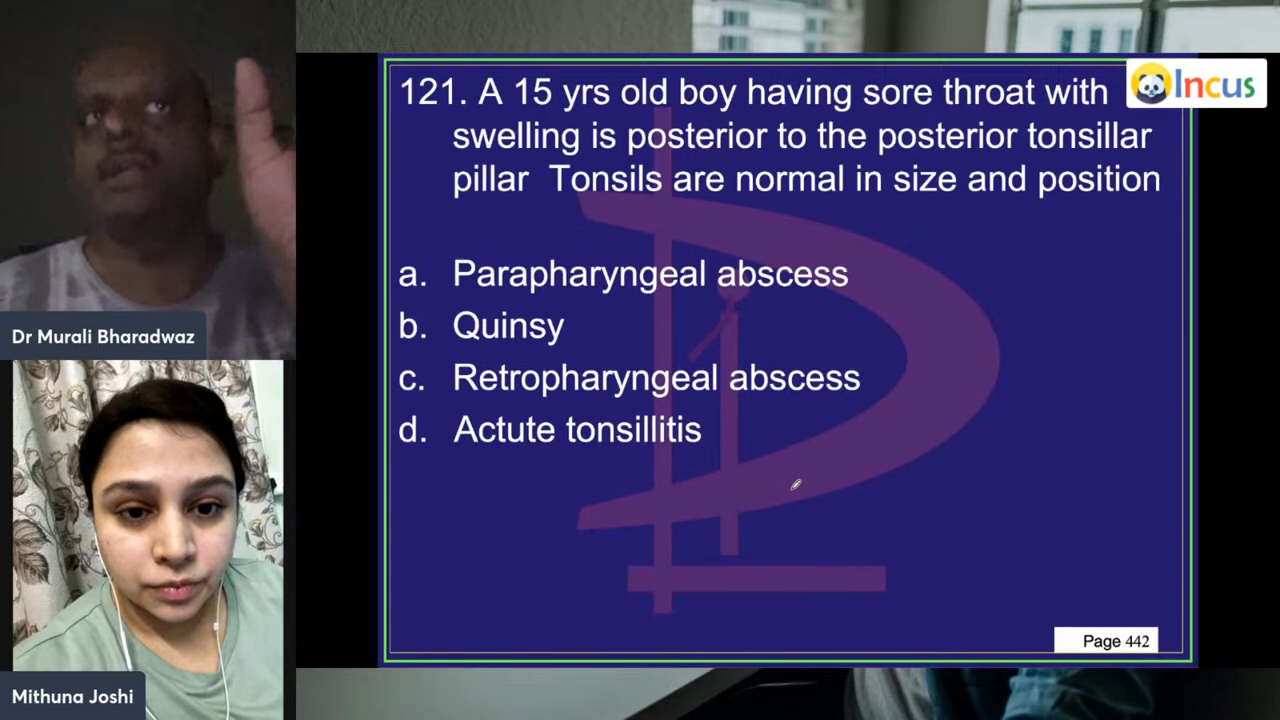 Incus
121. A 15 yrs old boy having sore throat with
swelling is posterior to the posterior tonsillar
pillar Tonsils are normal in size and position
a. Parapharyngeal abscess
b. Quinsy
c. Retropharyngeal abscess
d. Actute tonsillitis
Page 442
Dr Murali Bharadwaz
Mithuna Joshi